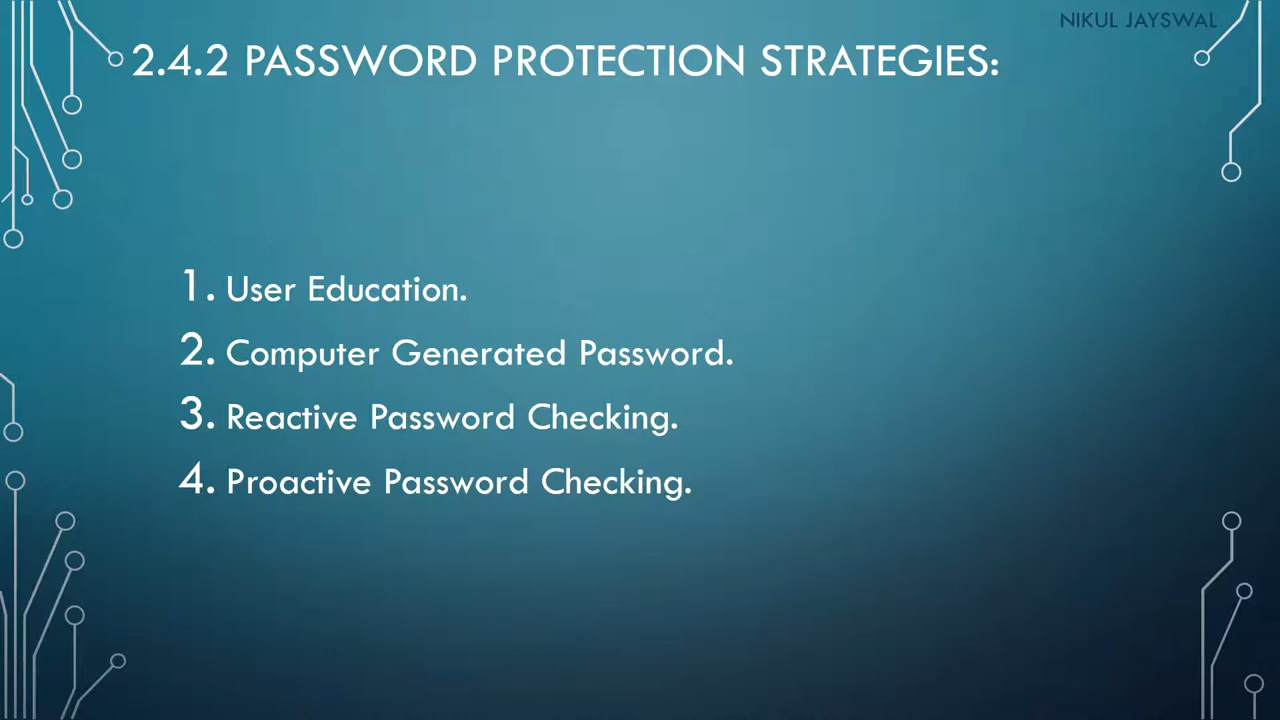 NIKUL JAYSWAL
2.4.2 PASSWORD PROTECTION STRATEGIES:
1. User Education.
2. Computer Generated Password.
3. Reactive Password Checking.
4. Proactive Password Checking.